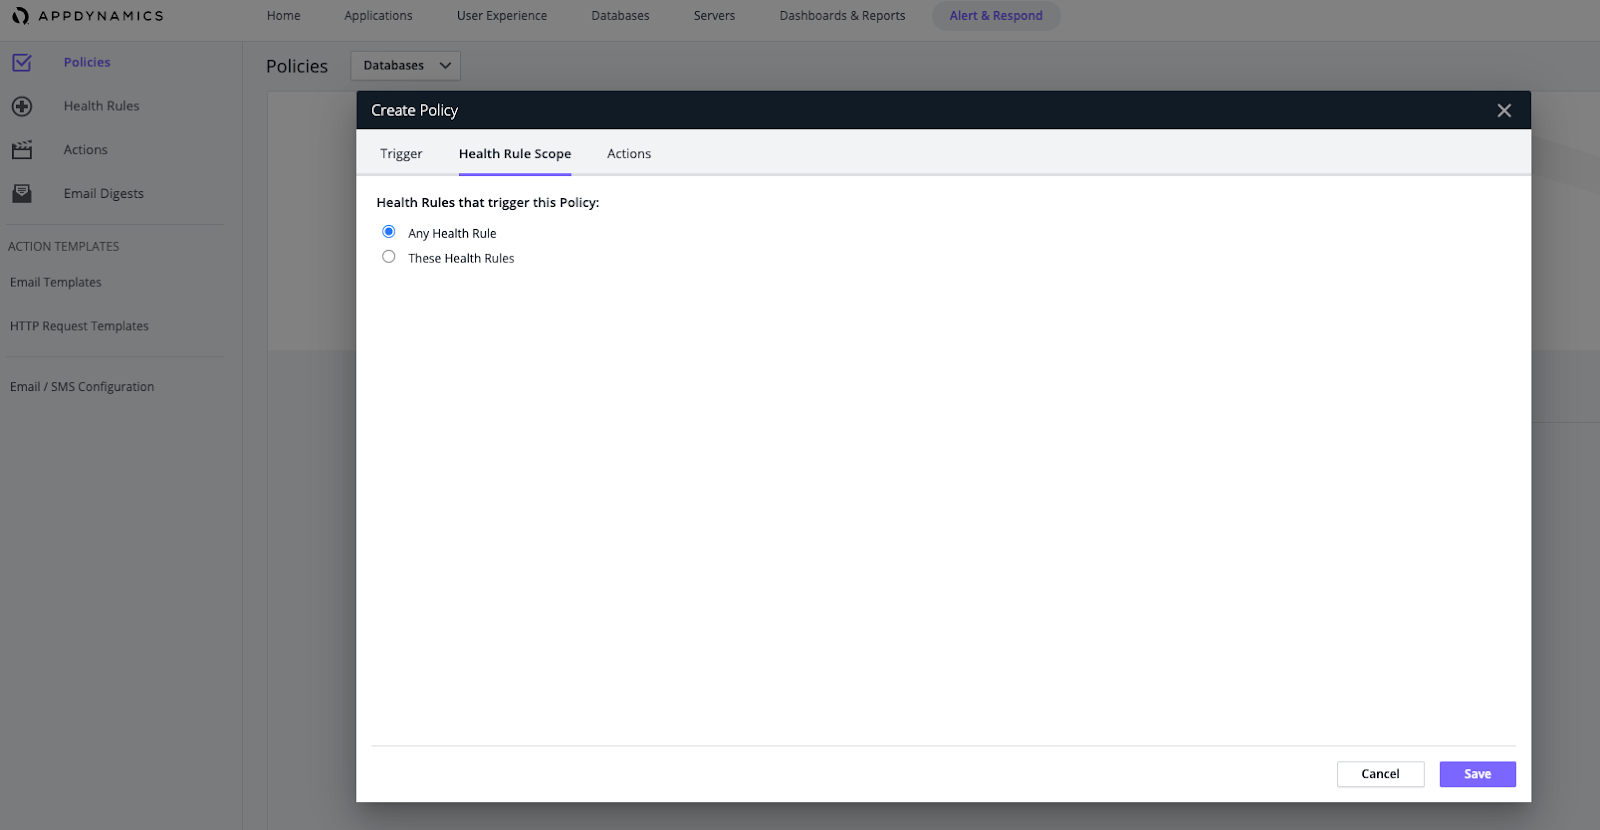 APPDYNAMICS
Home Applications User Experience Databases Servers Dashboards & Reports Alert & Respond
Policies
Health Rules
Actions
Email Digests
ACTION TEMPLATES
Email Templates
HTTP Request Templates
Email / SMS Configuration
Policies Databases
Create Policy
Trigger Health Rule Scope Actions
Health Rules that trigger this Policy:
Any Health Rule
These Health Rules
Cancel Save